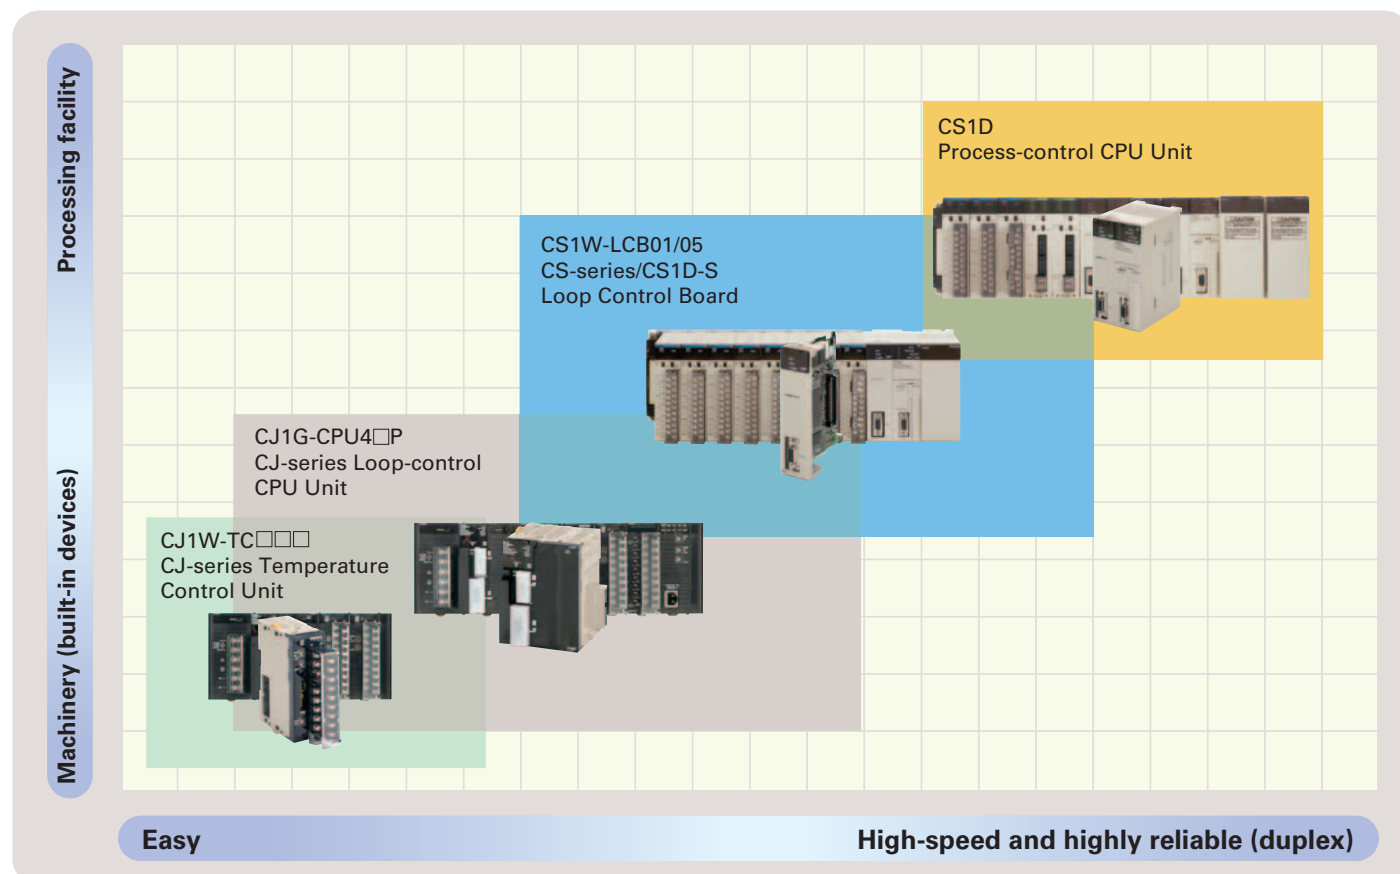 Processing facility
Machinery (built-in devices)
CS1D
Process-control CPU Unit
CS1W-LCB01/05
CS-series/CS1D-S
Loop Control Board
CJ1G-CPU4□P
CJ-series Loop-control
CPU Unit
CJ1W-TC□□□
CJ-series Temperature
Control Unit
Easy
High-speed and highly reliable (duplex)